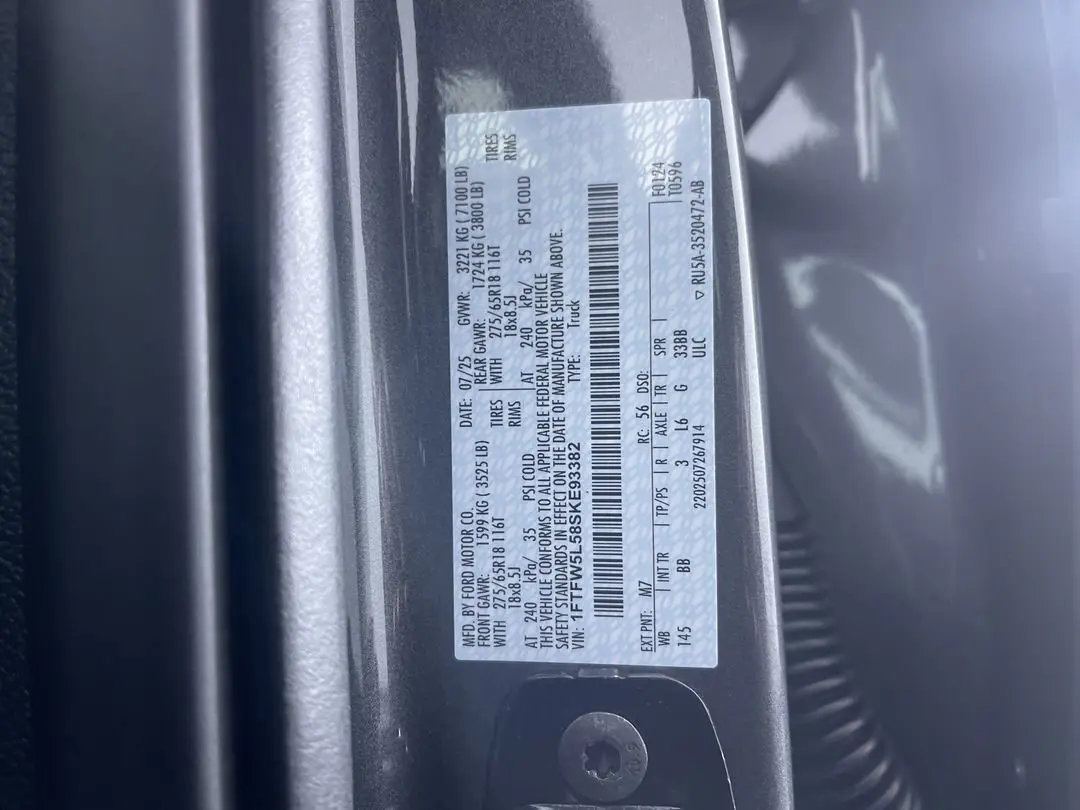 MFD. BY FORD MOTOR CO. DATE: 07/25 GVWR: 3221 KG ( 7100 LB)
FRONT GAWR: 1599 KG ( 3525 LB) REAR GAWR: 1724 KG ( 3800 LB)
WITH 275/65R18 116T TIRES WITH 275/65R18 116T TIRES
18x8.5J RIMS 18x8.5J RIMS
AT 240 kPa/ 35 PSI COLD AT 240 kPa/ 35 PSI COLD
THIS VEHICLE CONFORMS TO ALL APPLICABLE FEDERAL MOTOR VEHICLE
SAFETY STANDARDS IN EFFECT ON THE DATE OF MANUFACTURE SHOWN ABOVE.
VIN: 1FTFW5L58SKE93382 TYPE: Truck
EXT PNT: M7 RC: 56 DSO: F0124
WB INT TR TP/PS R AXLE TR SPR T0596
145 BB 3 L6 G 33BB
2202507267914 ULC RU5A-3520472-AB